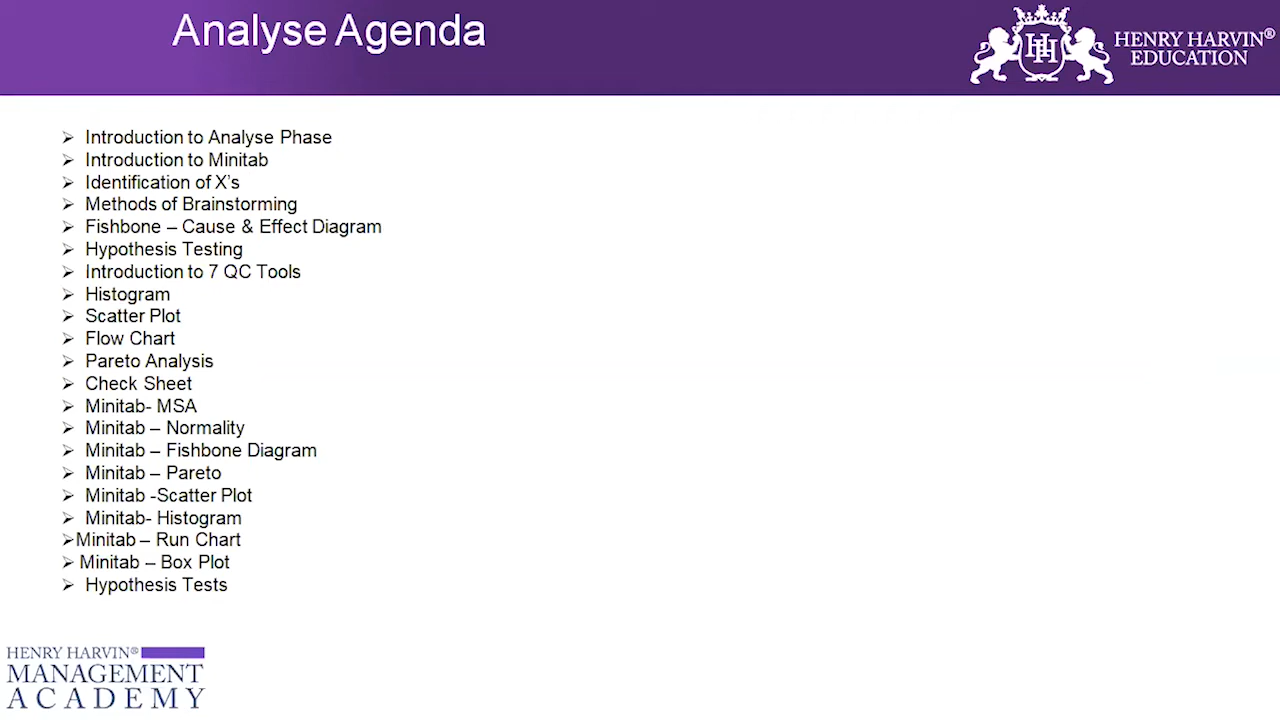 Analyse Agenda
HENRY HARVIN®
EDUCATION
➢ Introduction to Analyse Phase
➢ Introduction to Minitab
➢ Identification of X's
➢ Methods of Brainstorming
➢ Fishbone – Cause & Effect Diagram
➢ Hypothesis Testing
➢ Introduction to 7 QC Tools
➢ Histogram
➢ Scatter Plot
➢ Flow Chart
➢ Pareto Analysis
➢ Check Sheet
➢ Minitab- MSA
➢ Minitab – Normality
➢ Minitab – Fishbone Diagram
➢ Minitab – Pareto
➢ Minitab -Scatter Plot
➢ Minitab- Histogram
➢Minitab – Run Chart
➢ Minitab – Box Plot
➢ Hypothesis Tests
HENRY HARVIN®
MANAGEMENT
ACADEMY